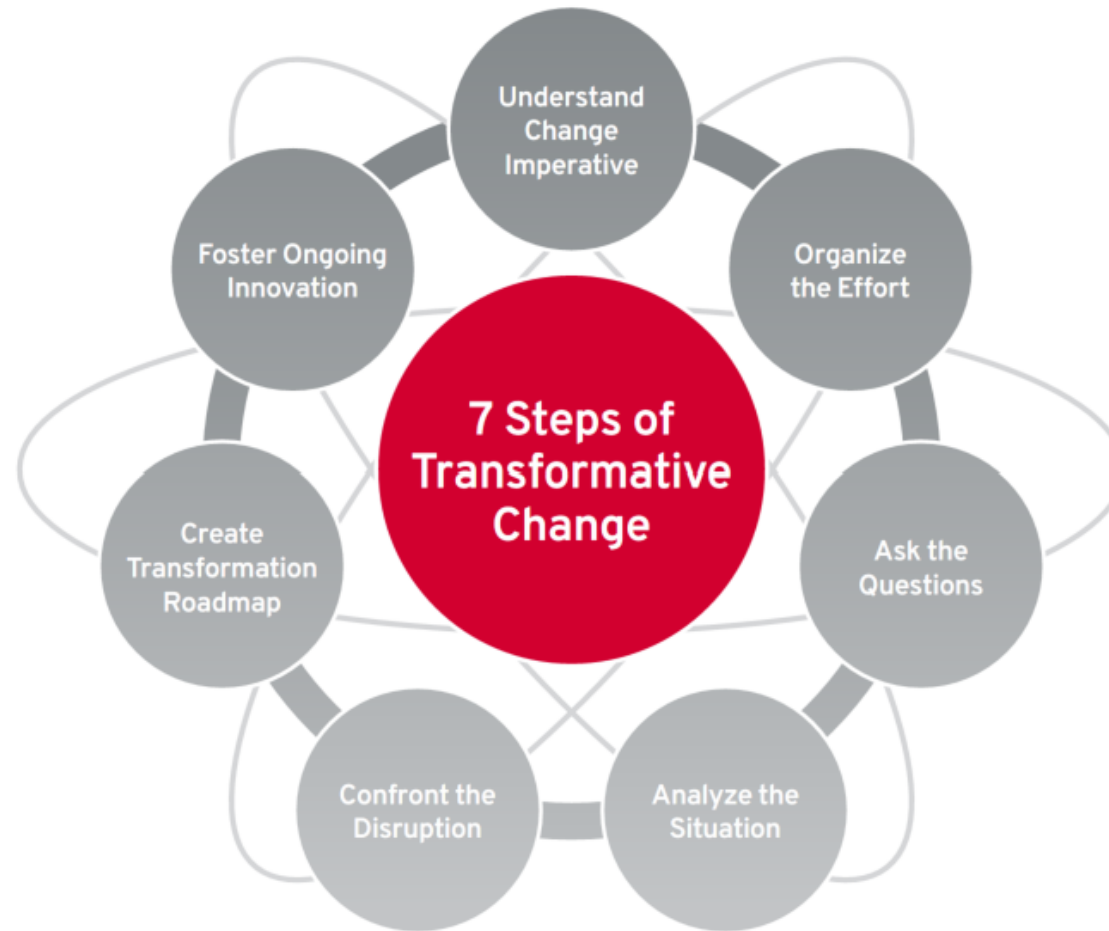 Understand
Change
Imperative
Organize
the Effort
Ask the
Questions
Analyze the
Situation
Confront the
Disruption
Create
Transformation
Roadmap
Foster Ongoing
Innovation
7 Steps of
Transformative
Change